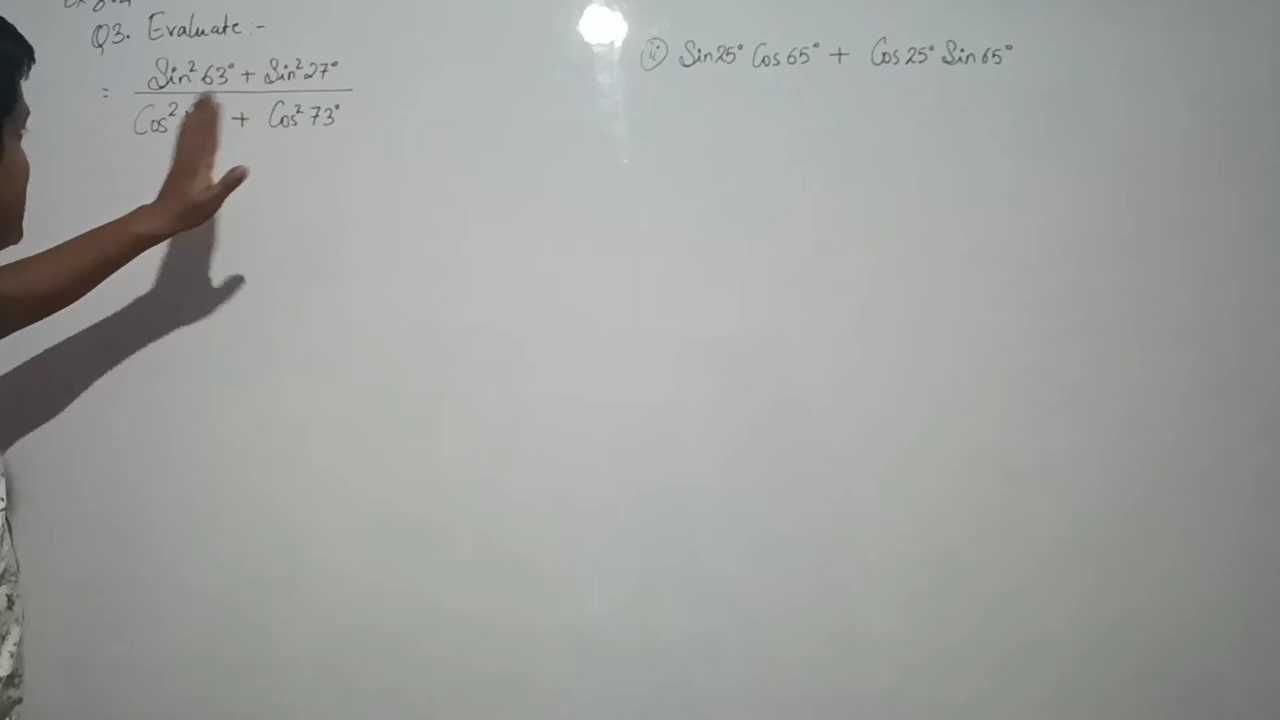 Q3. Evaluate :-
= Sin² 63° + Sin² 27°
Cos² + Cos² 73°
(ii) Sin 25° Cos 65° + Cos 25° Sin 65°